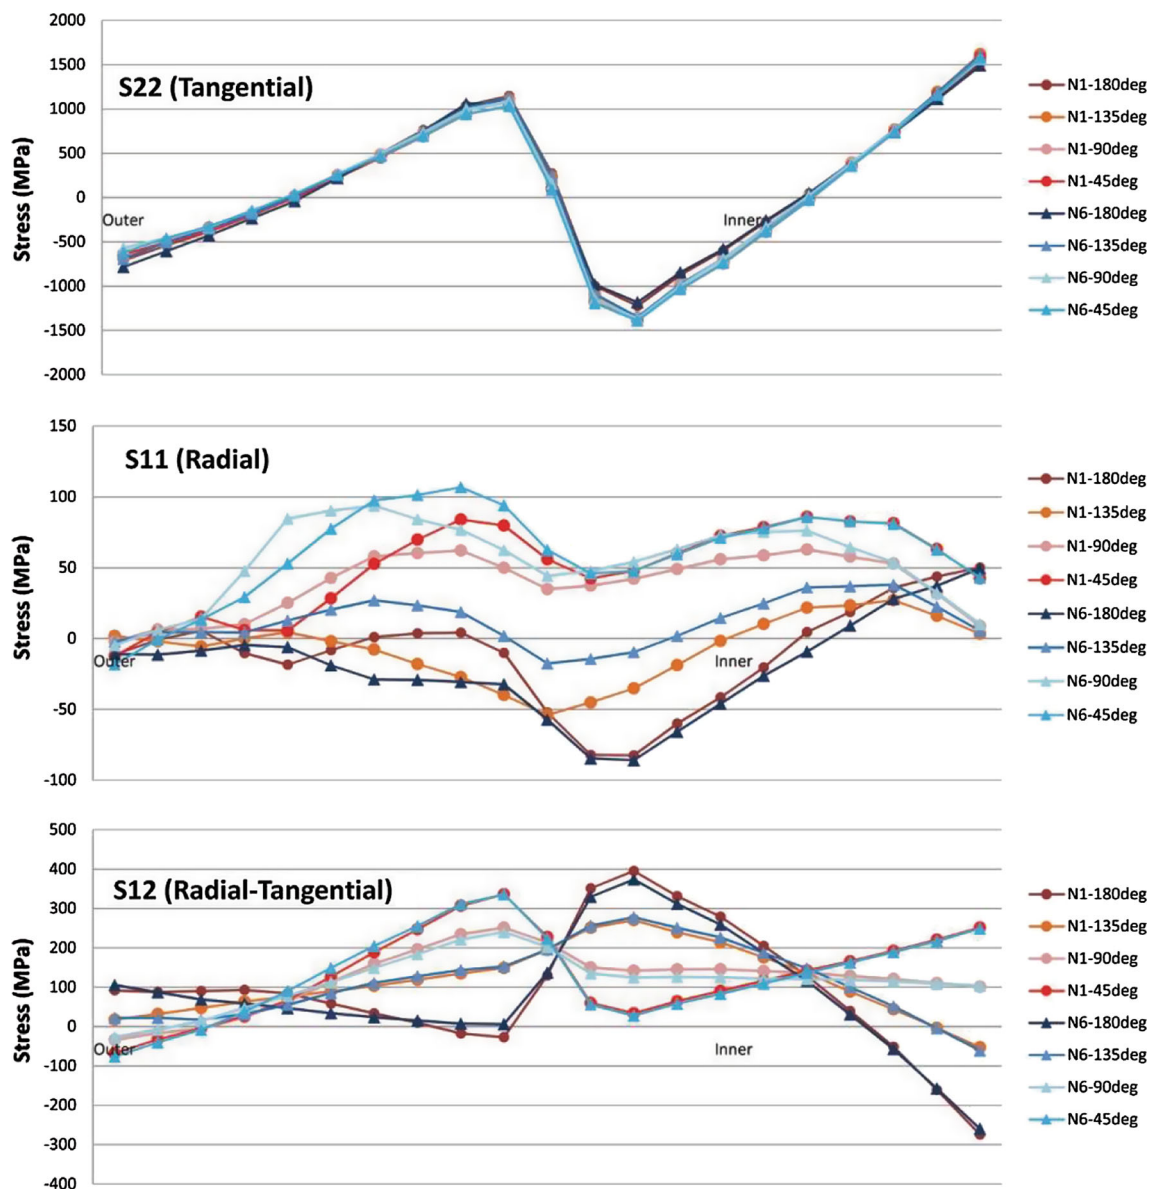 S22 (Tangential)
Stress (MPa)
2000
1500
1000
500
0
-500
-1000
-1500
-2000
Outer
Inner
N1-180deg
N1-135deg
N1-90deg
N1-45deg
N6-180deg
N6-135deg
N6-90deg
N6-45deg
S11 (Radial)
Stress (MPa)
150
100
50
0
-50
-100
Outer
Inner
N1-180deg
N1-135deg
N1-90deg
N1-45deg
N6-180deg
N6-135deg
N6-90deg
N6-45deg
S12 (Radial-Tangential)
Stress (MPa)
500
400
300
200
100
0
-100
-200
-300
-400
Outer
Inner
N1-180deg
N1-135deg
N1-90deg
N1-45deg
N6-180deg
N6-135deg
N6-90deg
N6-45deg